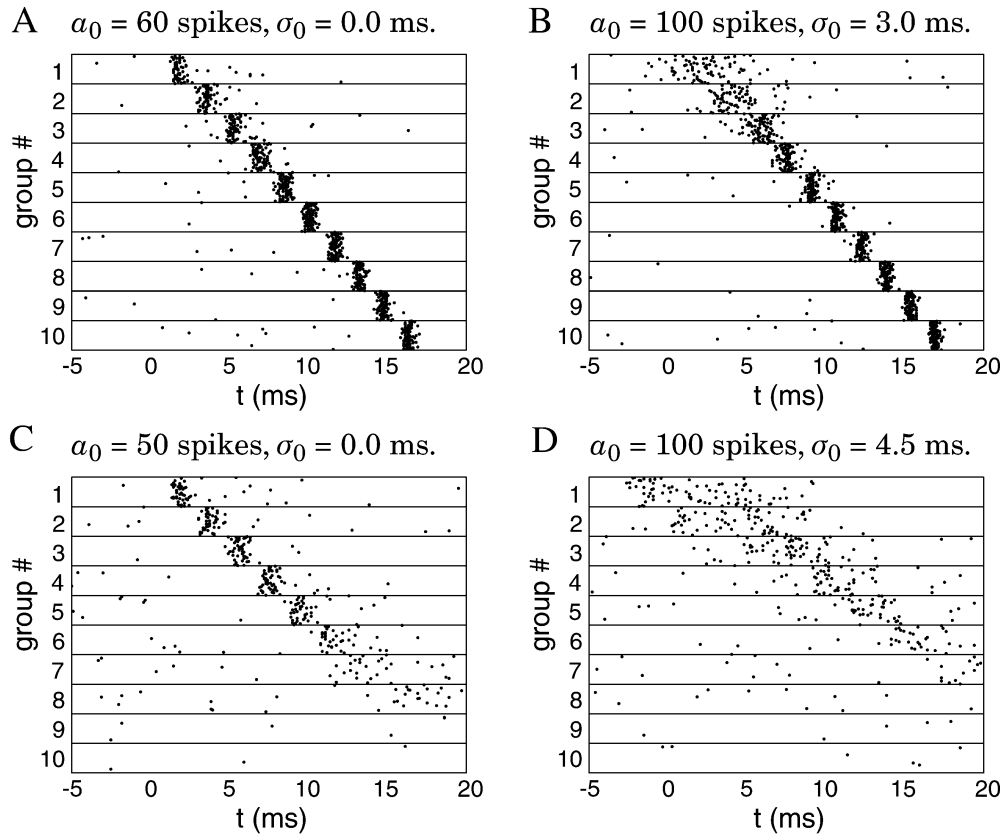 A a₀ = 60 spikes, σ₀ = 0.0 ms.
group #
1
2
3
4
5
6
7
8
9
10
-5 0 5 10 15 20
t (ms)
B a₀ = 100 spikes, σ₀ = 3.0 ms.
group #
1
2
3
4
5
6
7
8
9
10
-5 0 5 10 15 20
t (ms)
C a₀ = 50 spikes, σ₀ = 0.0 ms.
group #
1
2
3
4
5
6
7
8
9
10
-5 0 5 10 15 20
t (ms)
D a₀ = 100 spikes, σ₀ = 4.5 ms.
group #
1
2
3
4
5
6
7
8
9
10
-5 0 5 10 15 20
t (ms)